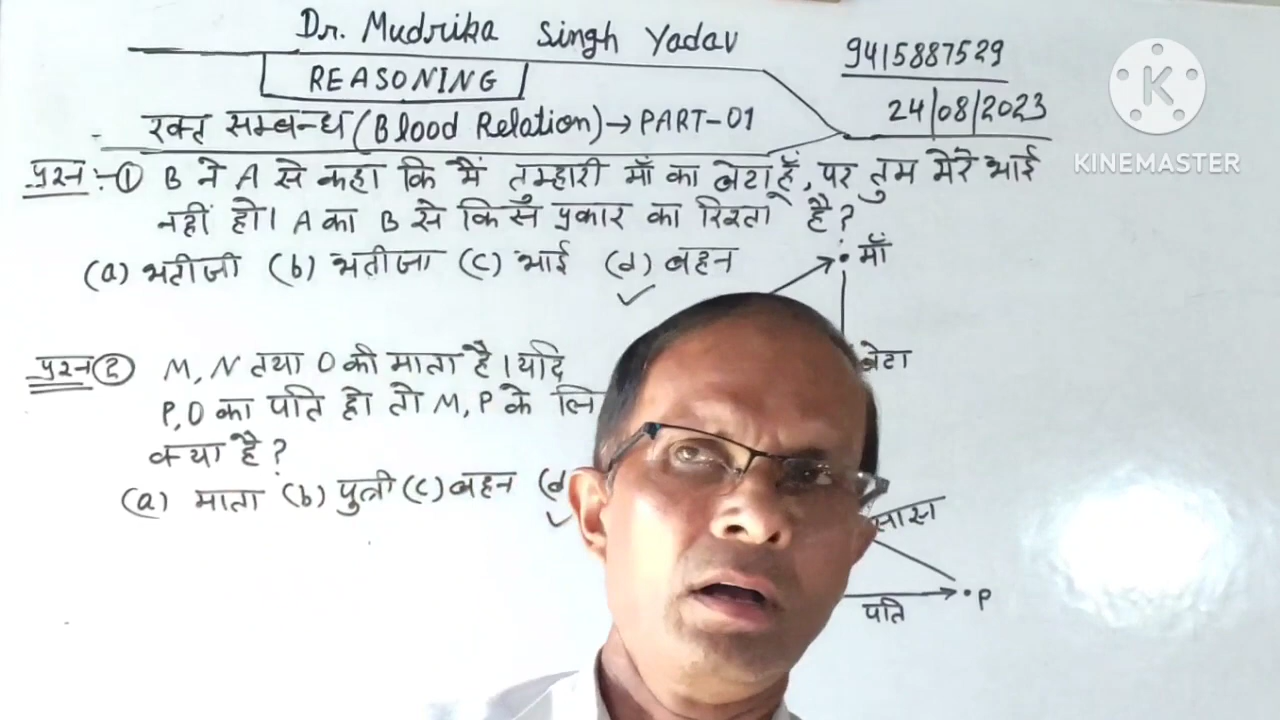 Dr. Mudrika Singh Yadav
9415887529
REASONING
24/08/2023
रक्त सम्बन्ध (Blood Relation)→PART-01
KINEMASTER
प्रश्न:-① B ने A से कहा कि मैं तुम्हारी माँ का बेटा हूँ, पर तुम मेरे भाई
नहीं हो। A का B से किस प्रकार का रिश्ता है?
(a) भतीजी (b) भतीजा (c) भाई (d) बहन
माँ
बेटा
प्रश्न② M, N तथा O की माता है। यदि
P, O का पति हो तो M, P के
क्या है?
(a) माता (b) पुत्री (c) बहन (d
सास
पति
P